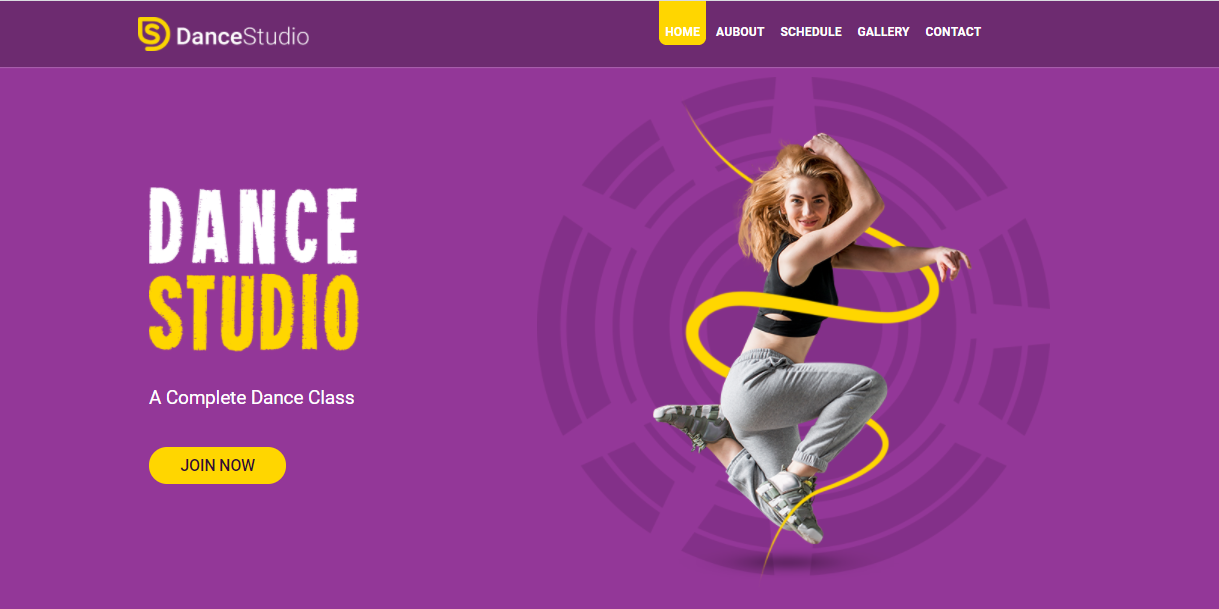 DanceStudio
HOME AUBOUT SCHEDULE GALLERY CONTACT
DANCE
STUDIO
A Complete Dance Class
JOIN NOW